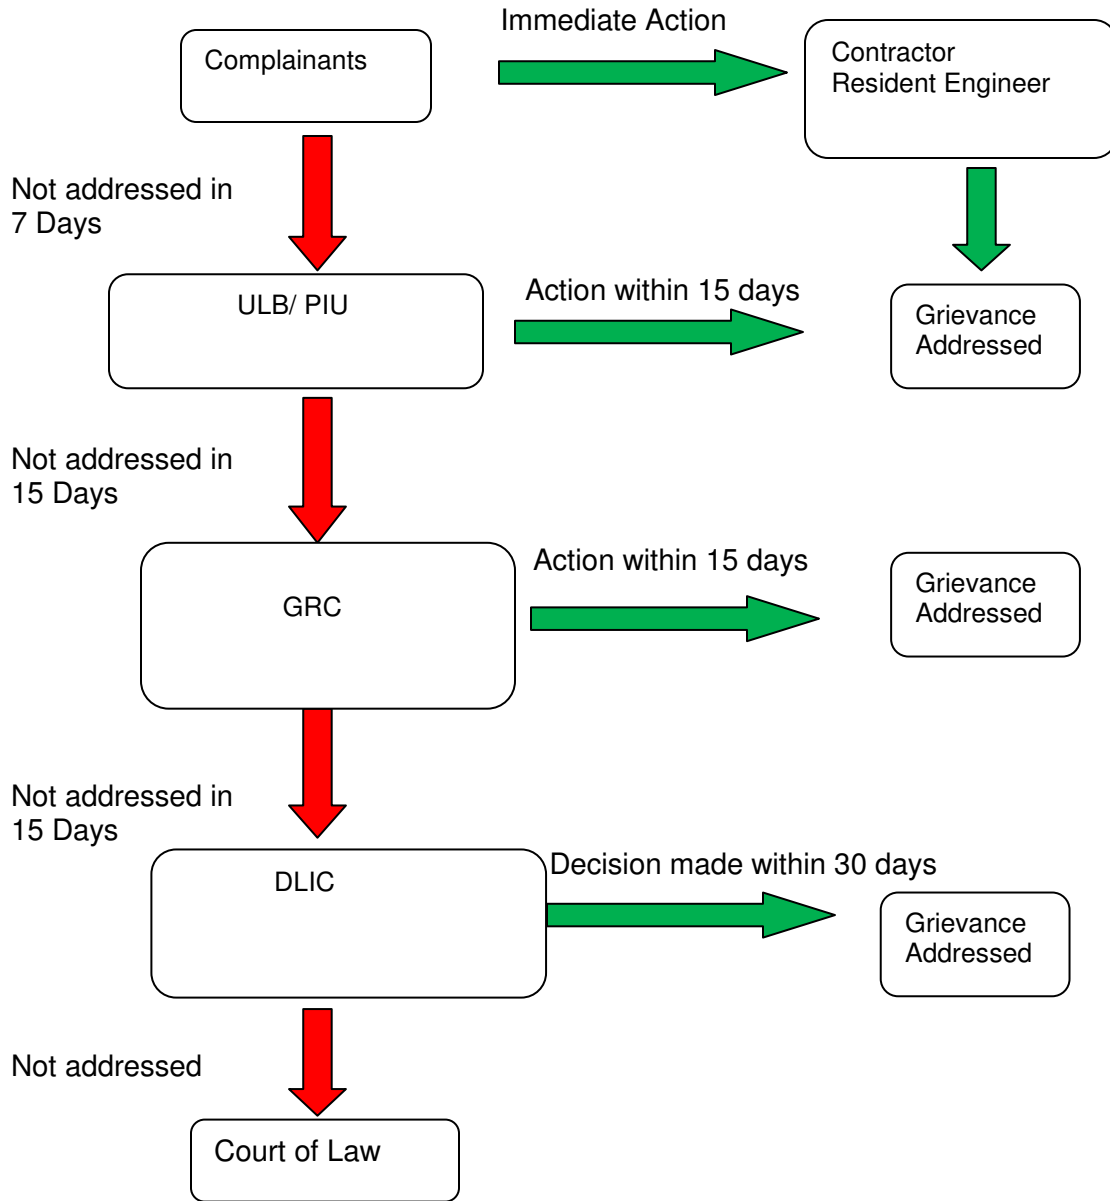 Immediate Action
Complainants
Contractor
Resident Engineer
Not addressed in
7 Days
ULB/ PIU
Action within 15 days
Grievance
Addressed
Not addressed in
15 Days
GRC
Action within 15 days
Grievance
Addressed
Not addressed in
15 Days
DLIC
Decision made within 30 days
Grievance
Addressed
Not addressed
Court of Law